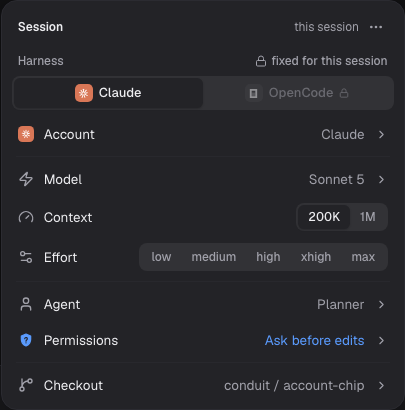 Session this session
Harness fixed for this session
Claude OpenCode
Account Claude
Model Sonnet 5
Context 200K 1M
Effort low medium high xhigh max
Agent Planner
Permissions Ask before edits
Checkout conduit / account-chip